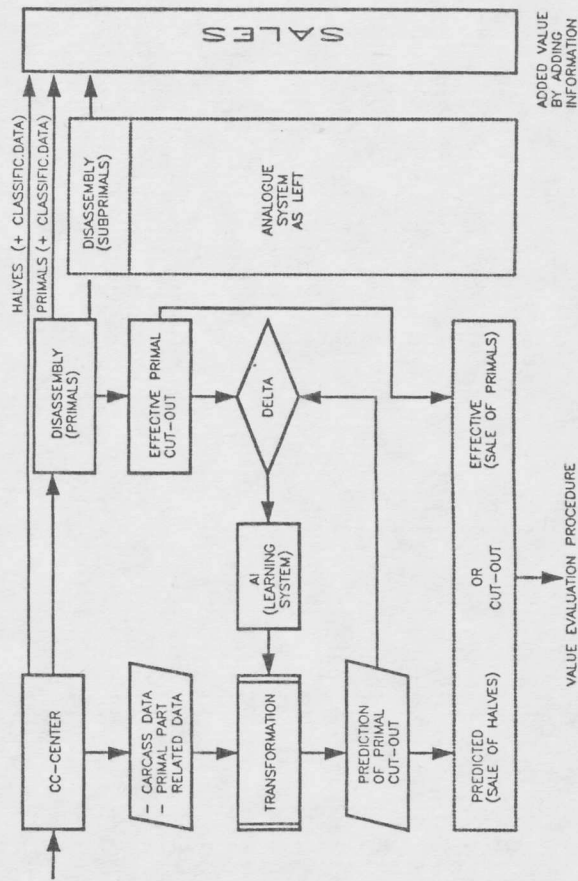 HALVES (+ CLASSIFIC.DATA)
PRIMALS (+ CLASSIFIC.DATA)
CC-CENTER
DISASSEMBLY
(PRIMALS)
DISASSEMBLY
(SUBPRIMALS)
SALES
- CARCASS DATA
- PRIMAL PART
RELATED DATA
EFFECTIVE PRIMAL
CUT-OUT
TRANSFORMATION
AI
(LEARNING
SYSTEM)
DELTA
ANALOGUE
SYSTEM
AS LEFT
PREDICTION
OF PRIMAL
CUT-OUT
PREDICTED
(SALE OF HALVES)
OR
CUT-OUT
EFFECTIVE
(SALE OF PRIMALS)
VALUE EVALUATION PROCEDURE
ADDED VALUE
BY ADDING
INFORMATION